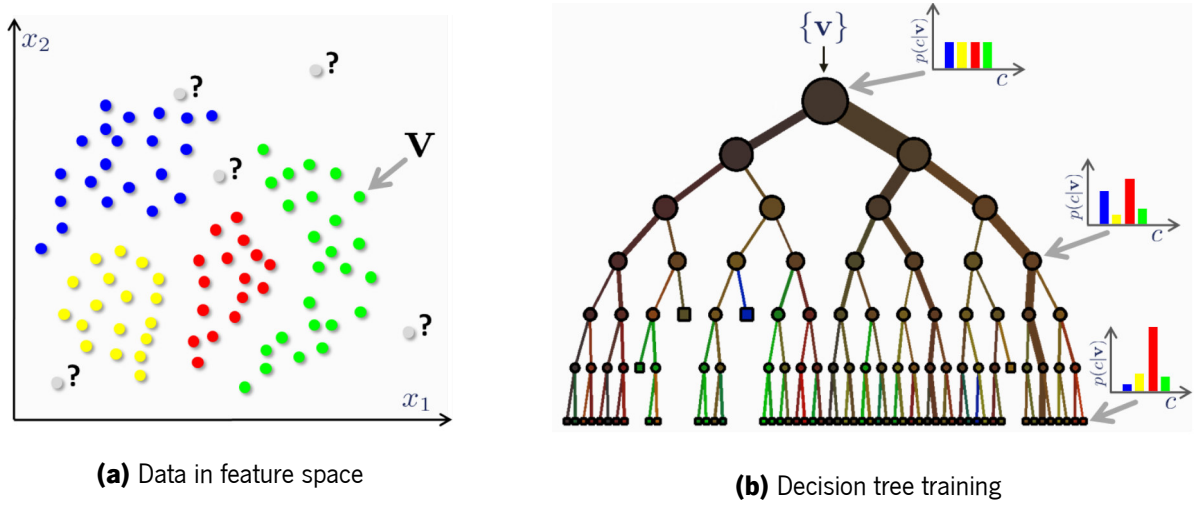 x₂
?
?
?
V
?
?
x₁
(a) Data in feature space
{v}
p(c|v)
c
p(c|v)
c
p(c|v)
c
(b) Decision tree training